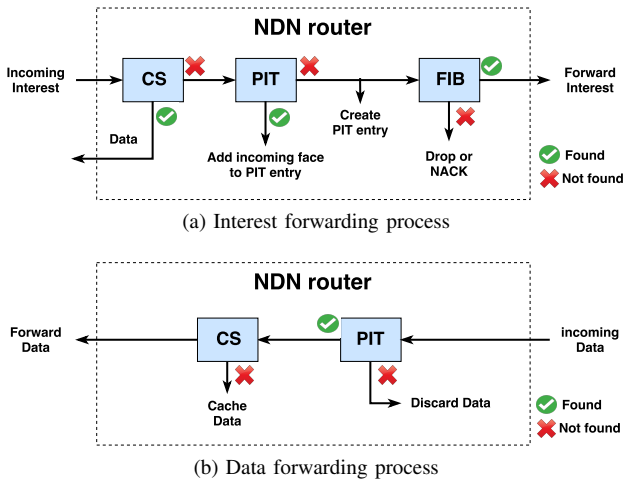 NDN router
Incoming
Interest
CS
PIT
FIB
Forward
Interest
Data
Create
PIT entry
Add incoming face
to PIT entry
Drop or
NACK
Found
Not found
(a) Interest forwarding process
NDN router
Forward
Data
CS
PIT
incoming
Data
Cache
Data
Discard Data
Found
Not found
(b) Data forwarding process